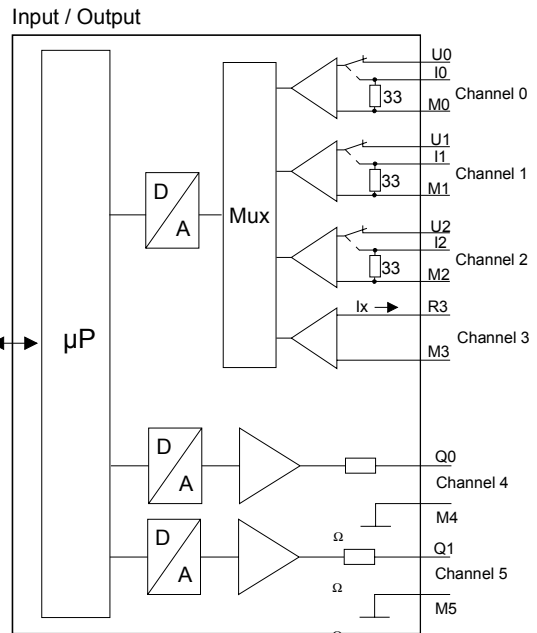 Input / Output
U0
I0
33
Channel 0
M0
U1
I1
33
Channel 1
M1
D
A
Mux
U2
I2
33
Channel 2
M2
Ix
R3
µP
Channel 3
M3
D
A
Q0
Channel 4
M4
D
A
Ω
Q1
Ω
Channel 5
M5
Ω